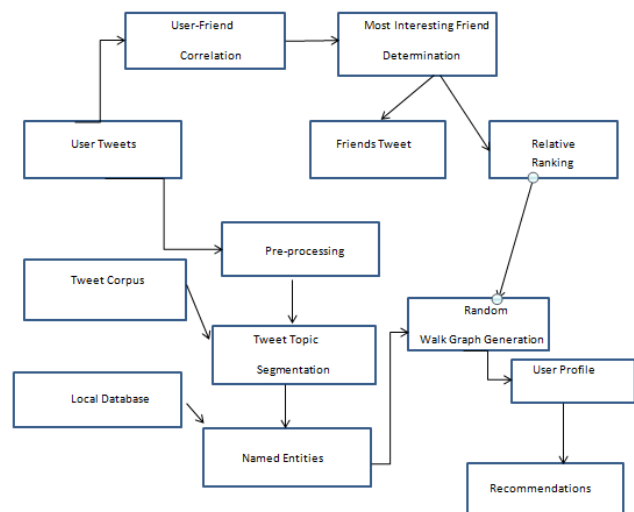 User-Friend
Correlation
Most Interesting Friend
Determination
User Tweets
Friends Tweet
Relative
Ranking
Pre-processing
Tweet Corpus
Random
Walk Graph Generation
Tweet Topic
Segmentation
User Profile
Local Database
Named Entities
Recommendations